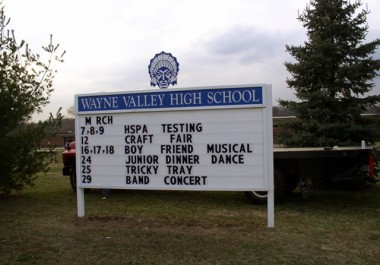 WAYNE VALLEY HIGH SCHOOL
M RCH
7,8,9 HSPA TESTING
12 CRAFT FAIR
16,17,18 BOY FRIEND MUSICAL
24 JUNIOR DINNER DANCE
25 TRICKY TRAY
29 BAND CONCERT